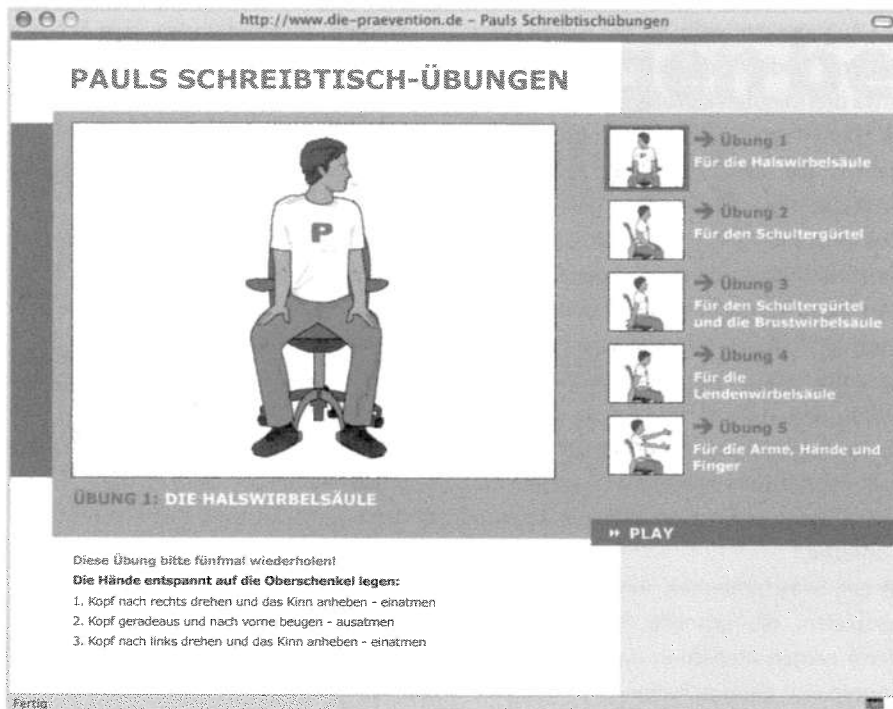 http://www.die-praevention.de – Pauls Schreibtischübungen
PAULS SCHREIBTISCH-ÜBUNGEN
P
ÜBUNG 1: DIE HALSWIRBELSÄULE
Diese Übung bitte fünfmal wiederholen!
Die Hände entspannt auf die Oberschenkel legen:
1. Kopf nach rechts drehen und das Kinn anheben - einatmen
2. Kopf geradeaus und nach vorne beugen - ausatmen
3. Kopf nach links drehen und das Kinn anheben - einatmen
→ Übung 1
Für die Halswirbelsäule
→ Übung 2
Für den Schultergürtel
→ Übung 3
Für den Schultergürtel
und die Brustwirbelsäule
→ Übung 4
Für die
Lendenwirbelsäule
→ Übung 5
Für die Arme, Hände und
Finger
PLAY
Fertig